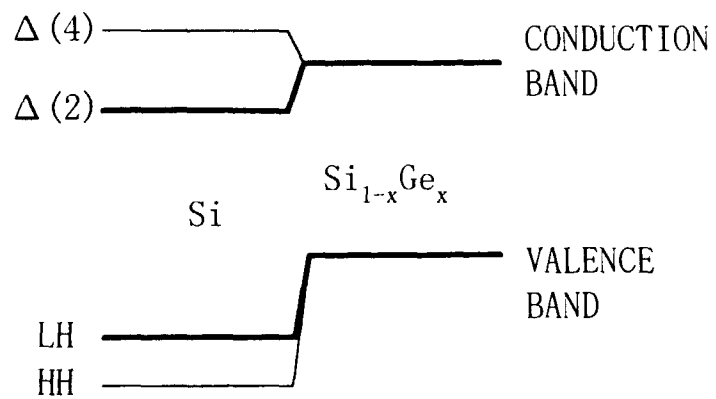 Δ(4)
CONDUCTION
BAND
Δ(2)
Si₁₋ₓGeₓ
Si
VALENCE
BAND
LH
HH